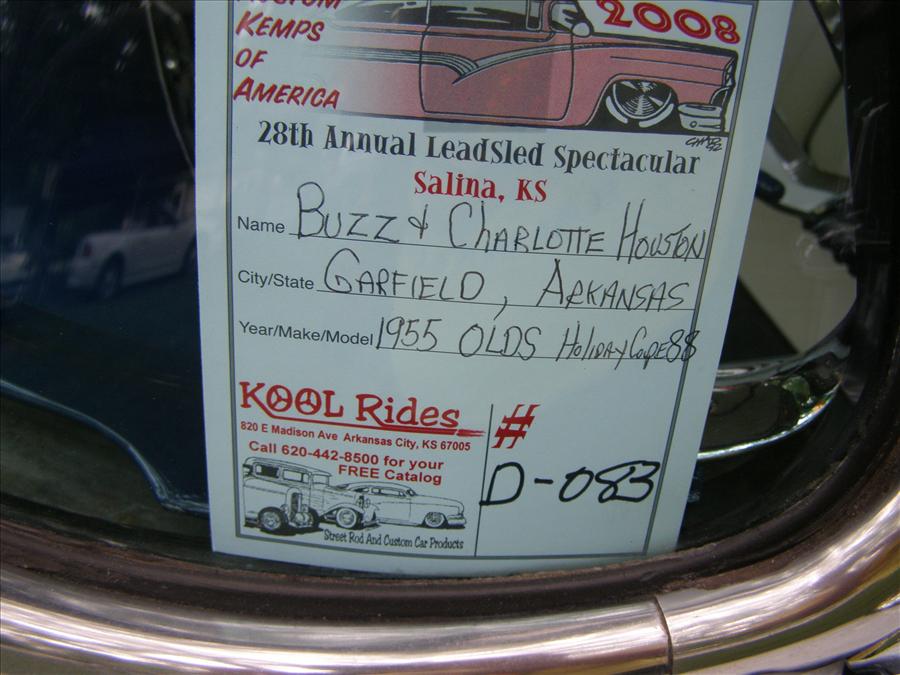 2008
KEMPS
OF
AMERICA
28th Annual LeadSled Spectacular
Salina, KS
Name BUZZ & CHARLOTTE HOUSTON
City/State GARFIELD, ARKANSAS
Year/Make/Model 1955 OLDS HOLIDAY COUPE 88
KOOL Rides
820 E Madison Ave Arkansas City, KS 67005
Call 620-442-8500 for your
FREE Catalog
Street Rod And Custom Car Products
#
D-083